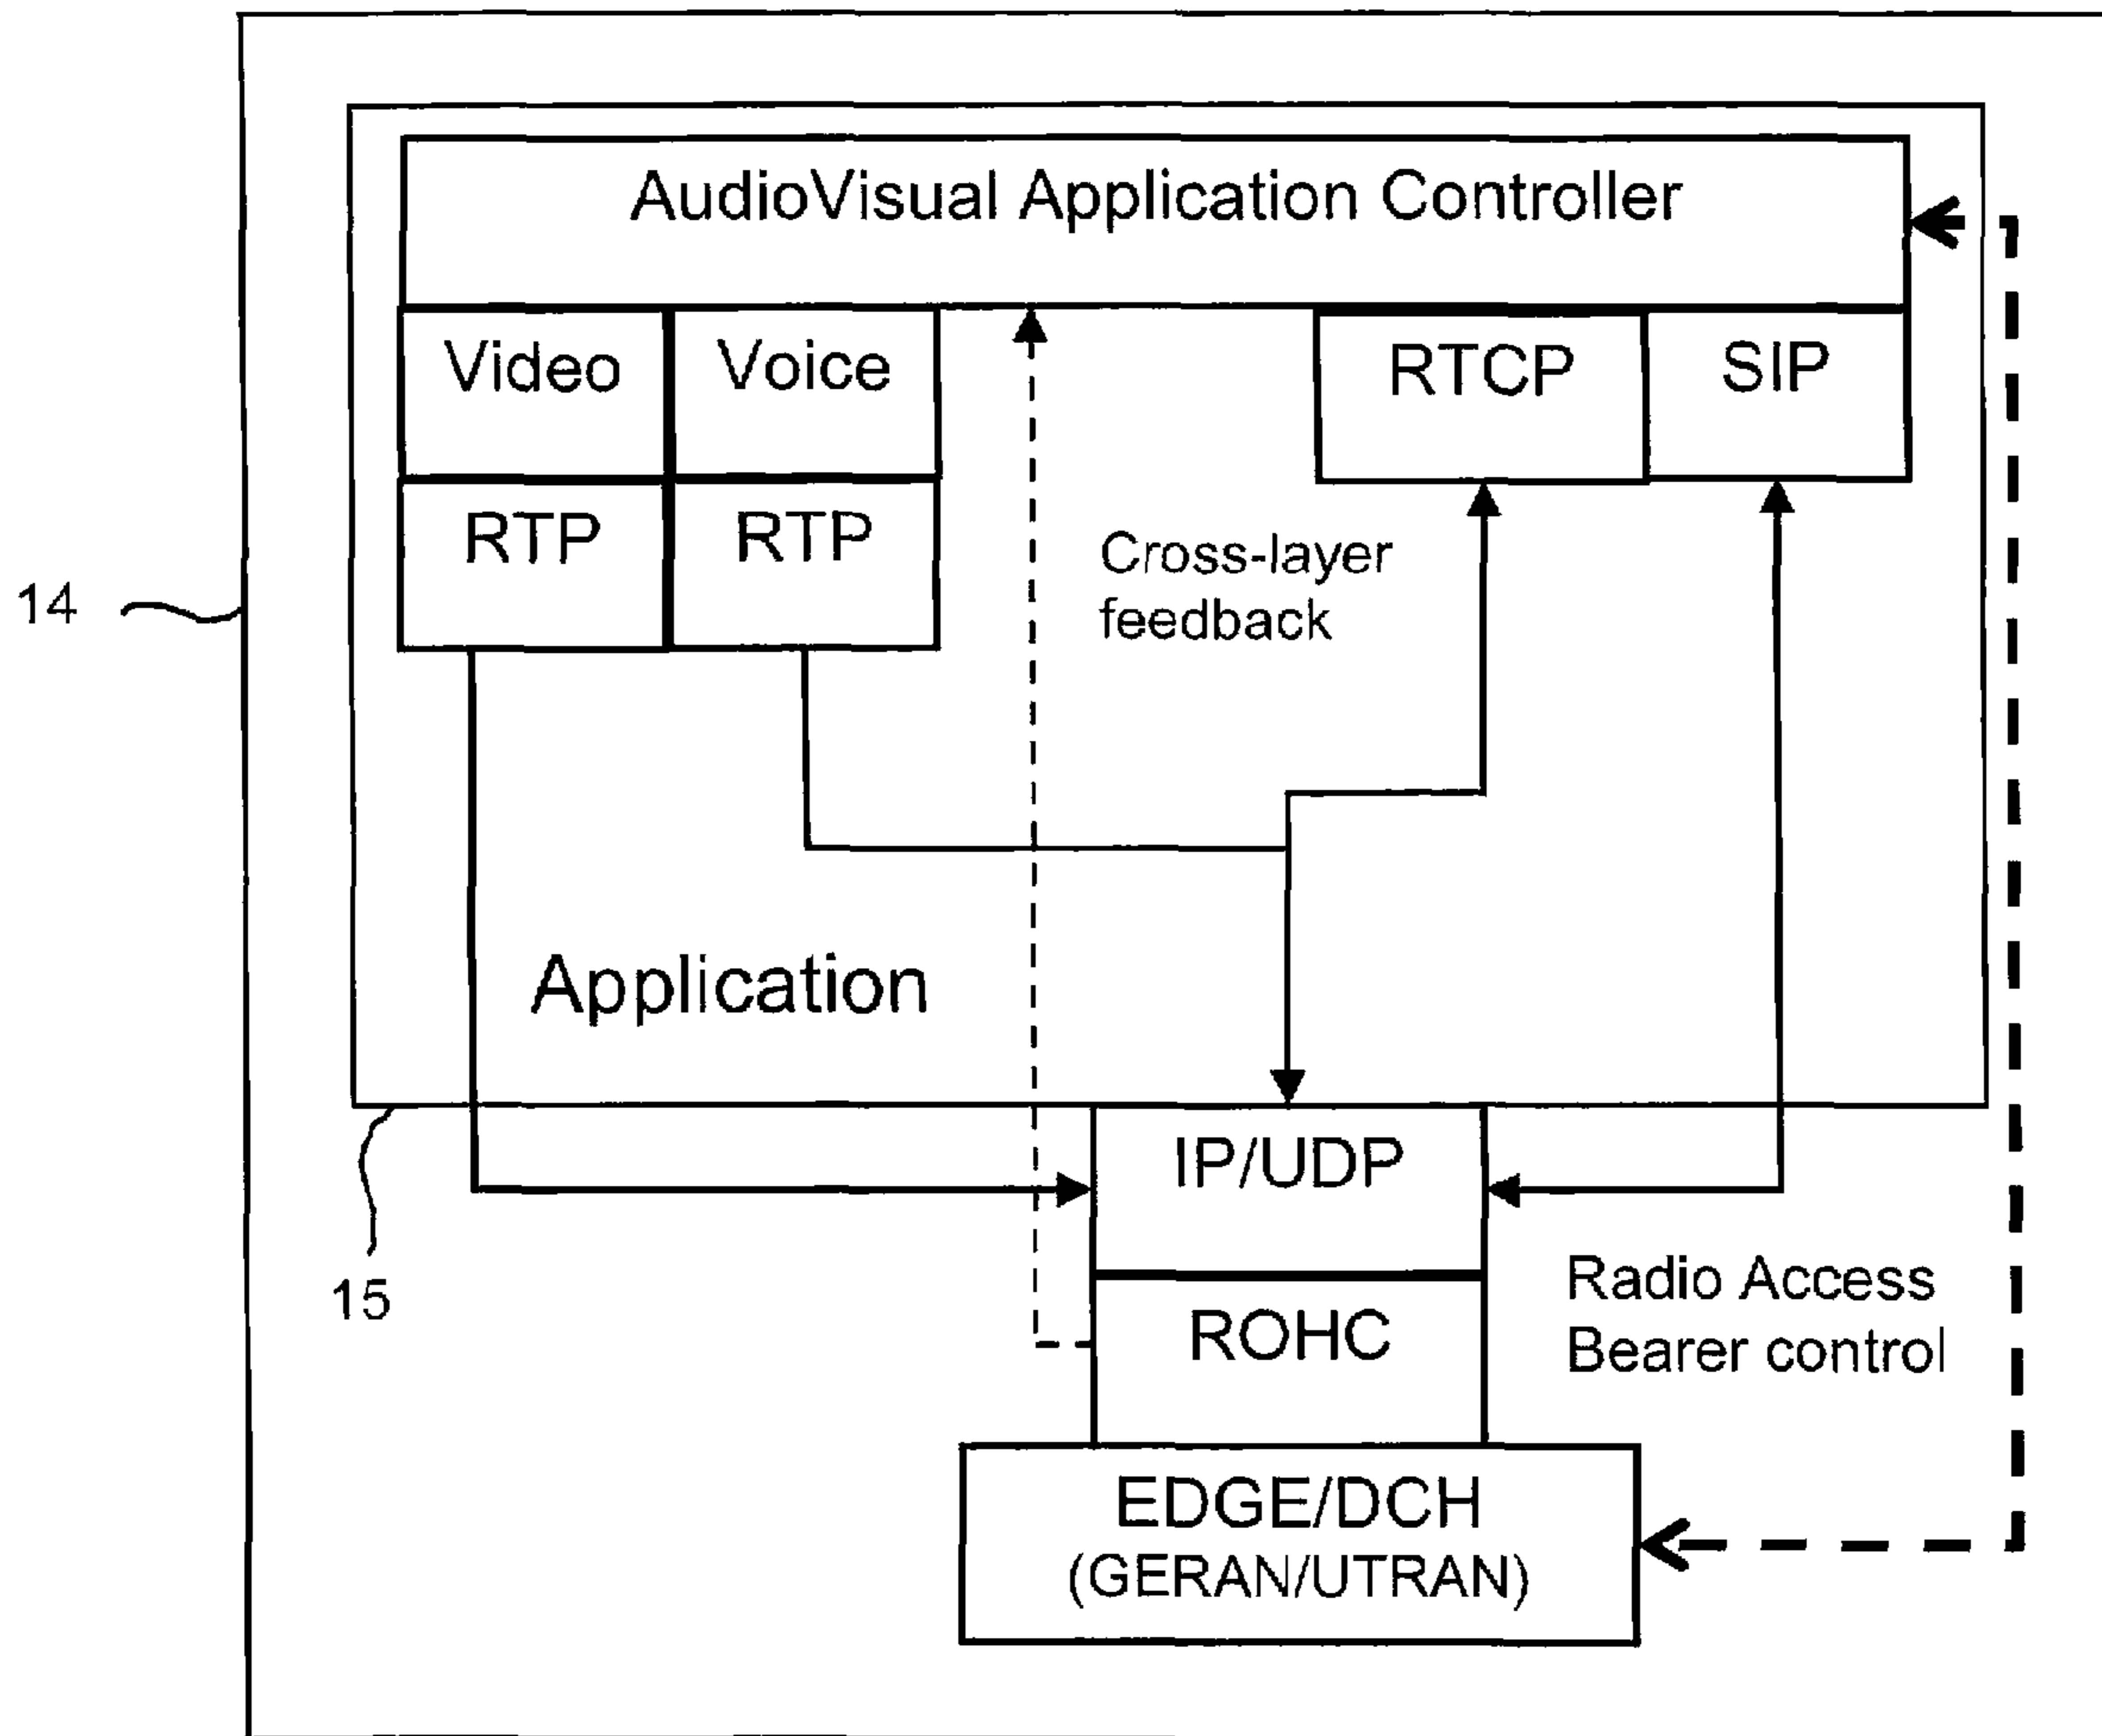 AudioVisual Application Controller
Video
Voice
RTCP
SIP
RTP
RTP
Cross-layer
feedback
14
Application
IP/UDP
15
ROHC
Radio Access
Bearer control
EDGE/DCH
(GERAN/UTRAN)